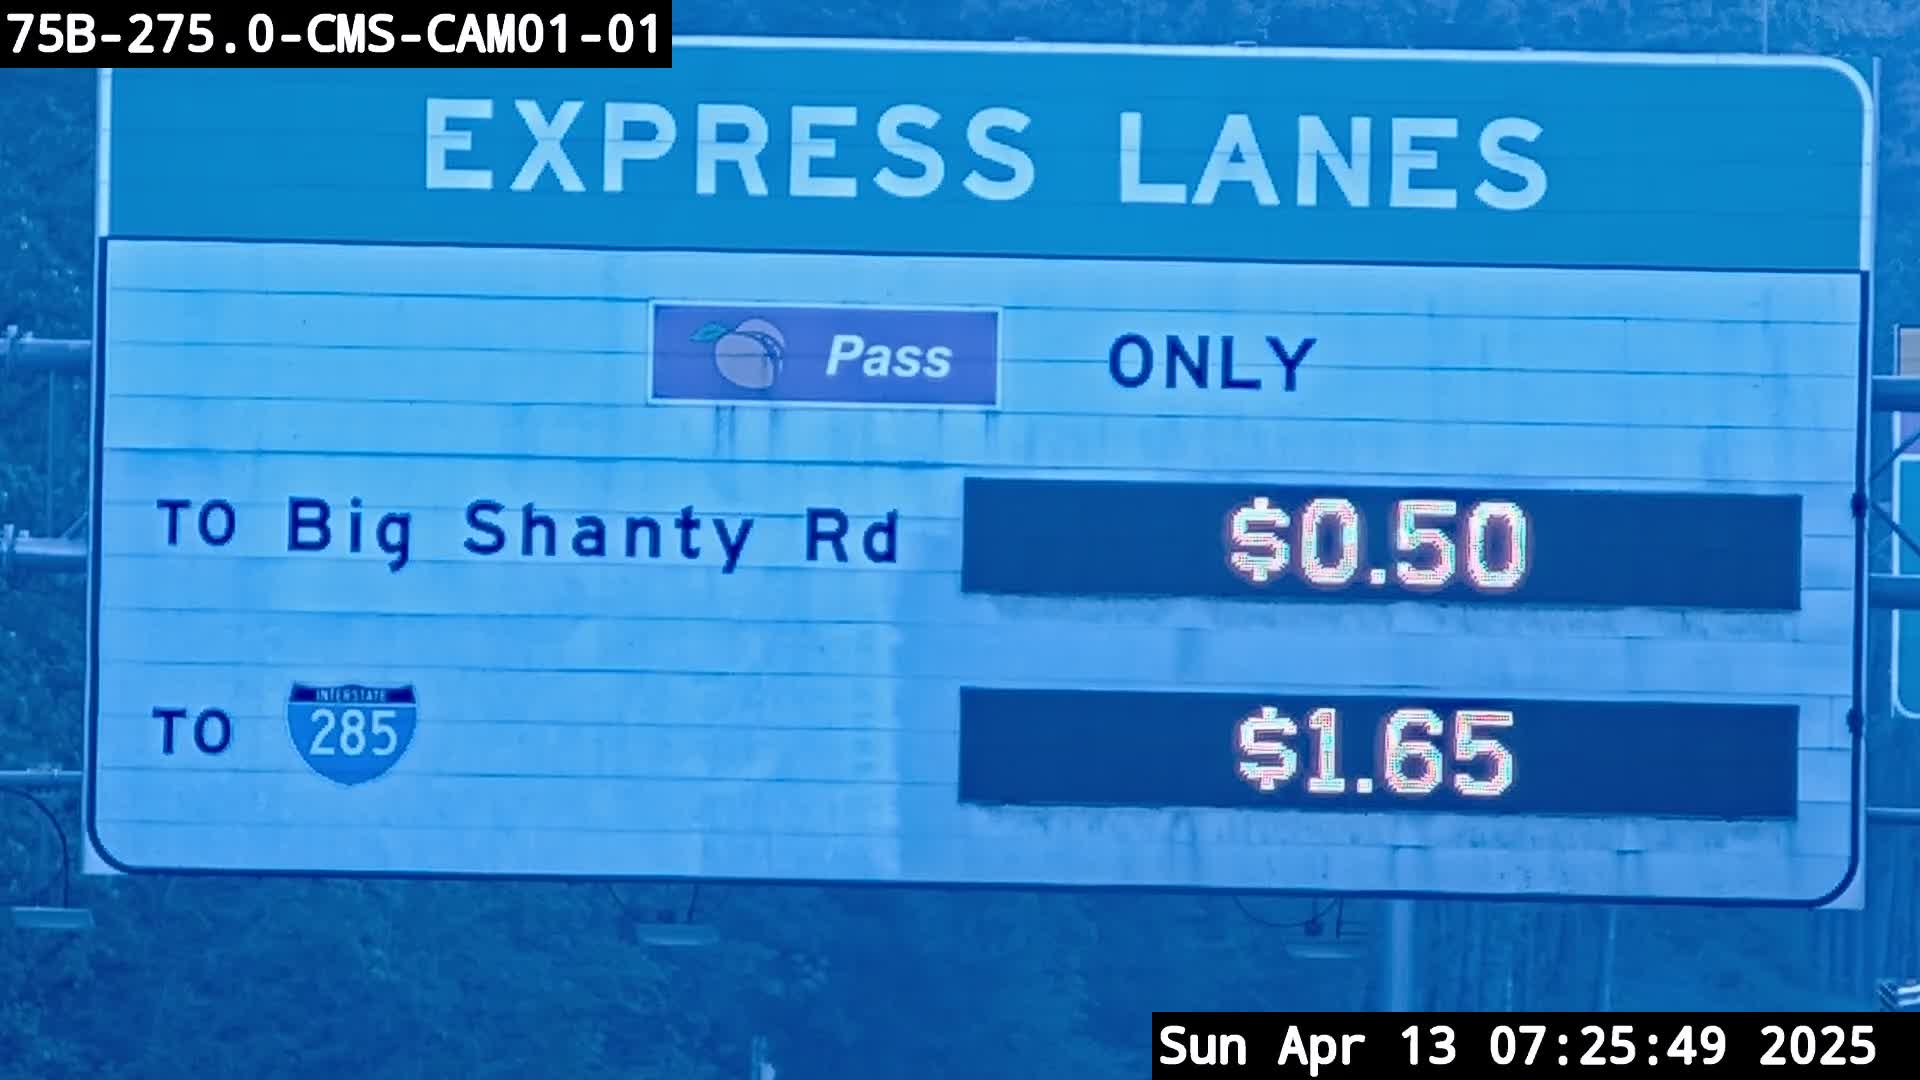 75B-275.0-CMS-CAM01-01
EXPRESS LANES
Pass ONLY
TO Big Shanty Rd $0.50
INTERSTATE
TO 285 $1.65
Sun Apr 13 07:25:49 2025